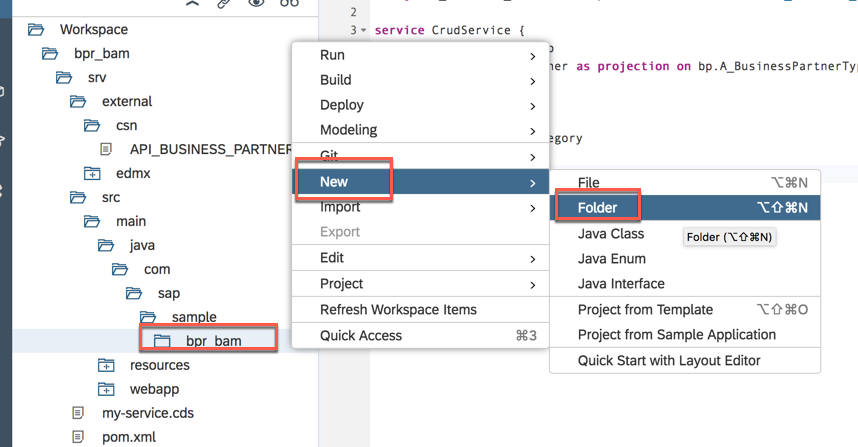 Workspace
bpr_bam
srv
external
csn
API_BUSINESS_PARTNER
edmx
src
main
java
com
sap
sample
bpr_bam
resources
webapp
my-service.cds
pom.xml
2
3 service CrudService {
er as projection on bp.A_BusinessPartnerTy
egory
Run
Build
Deploy
Modeling
Git
New
Import
Export
Edit
Project
Refresh Workspace Items
Quick Access ⌘3
File ⌥⌘N
Folder ⌥⇧⌘N
Java Class
Folder (⌥⇧⌘N)
Java Enum
Java Interface
Project from Template ⌥⇧⌘O
Project from Sample Application
Quick Start with Layout Editor